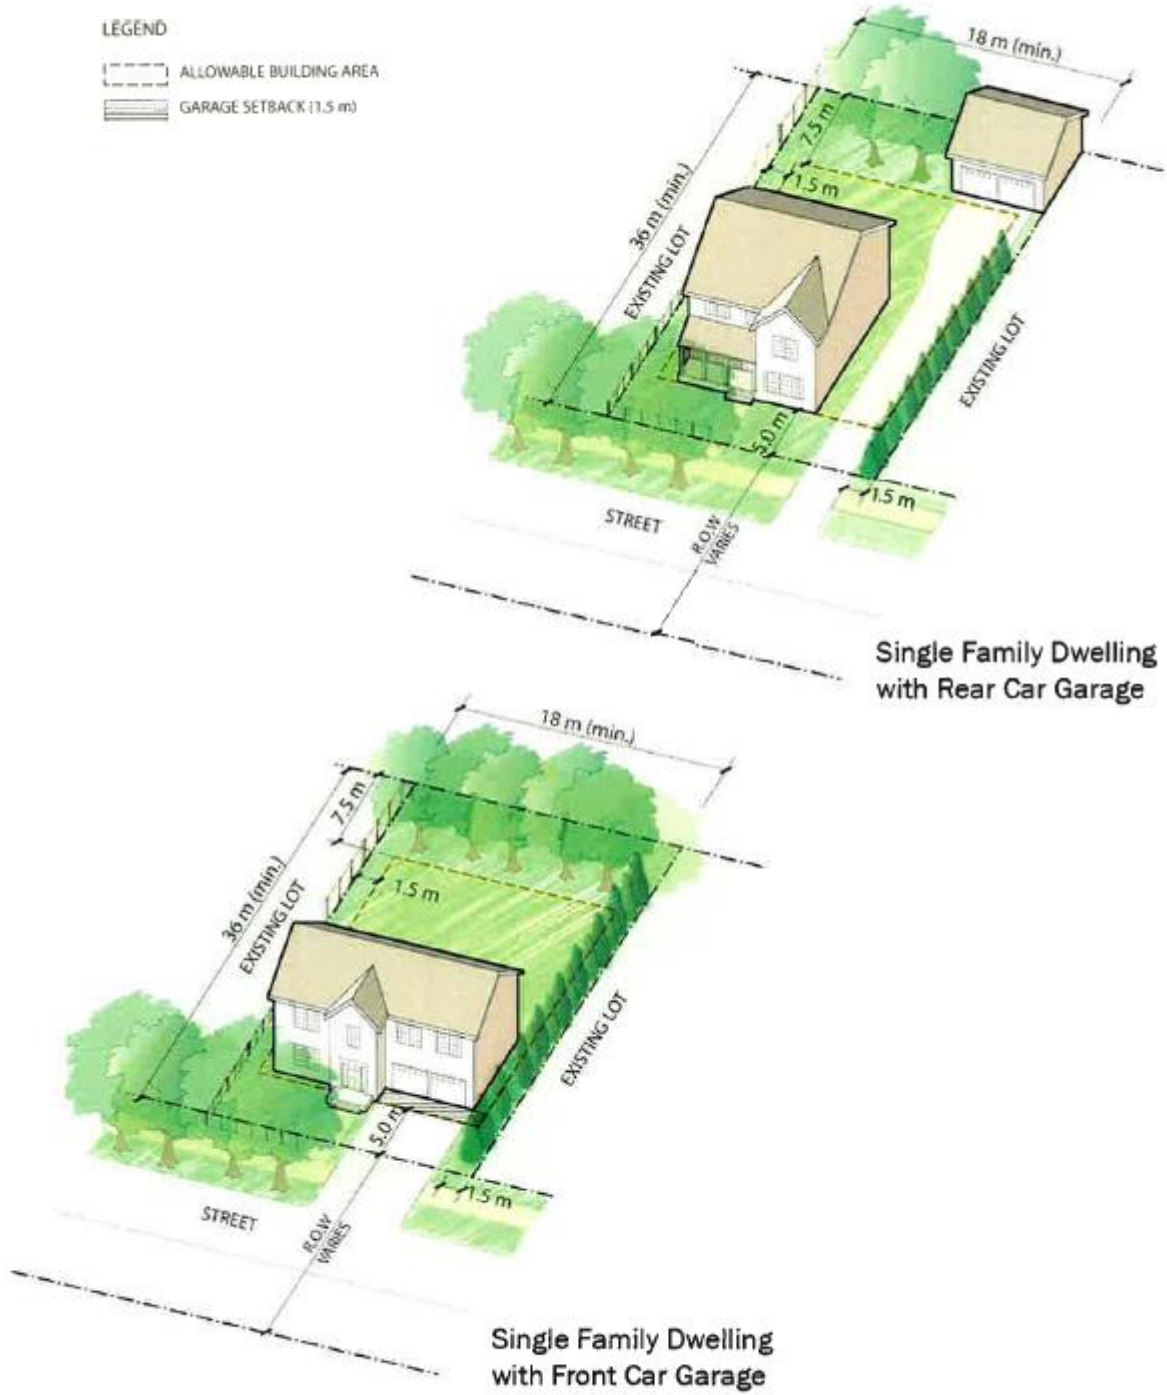 LEGEND
ALLOWABLE BUILDING AREA
GARAGE SETBACK (1.5 m)
18 m (min.)
7.5 m
1.5 m
36 m (min.)
EXISTING LOT
EXISTING LOT
5.0 m
1.5 m
STREET
R.O.W
VARIES
Single Family Dwelling
with Rear Car Garage
18 m (min.)
7.5 m
1.5 m
36 m (min.)
EXISTING LOT
EXISTING LOT
5.0 m
1.5 m
STREET
R.O.W
VARIES
Single Family Dwelling
with Front Car Garage